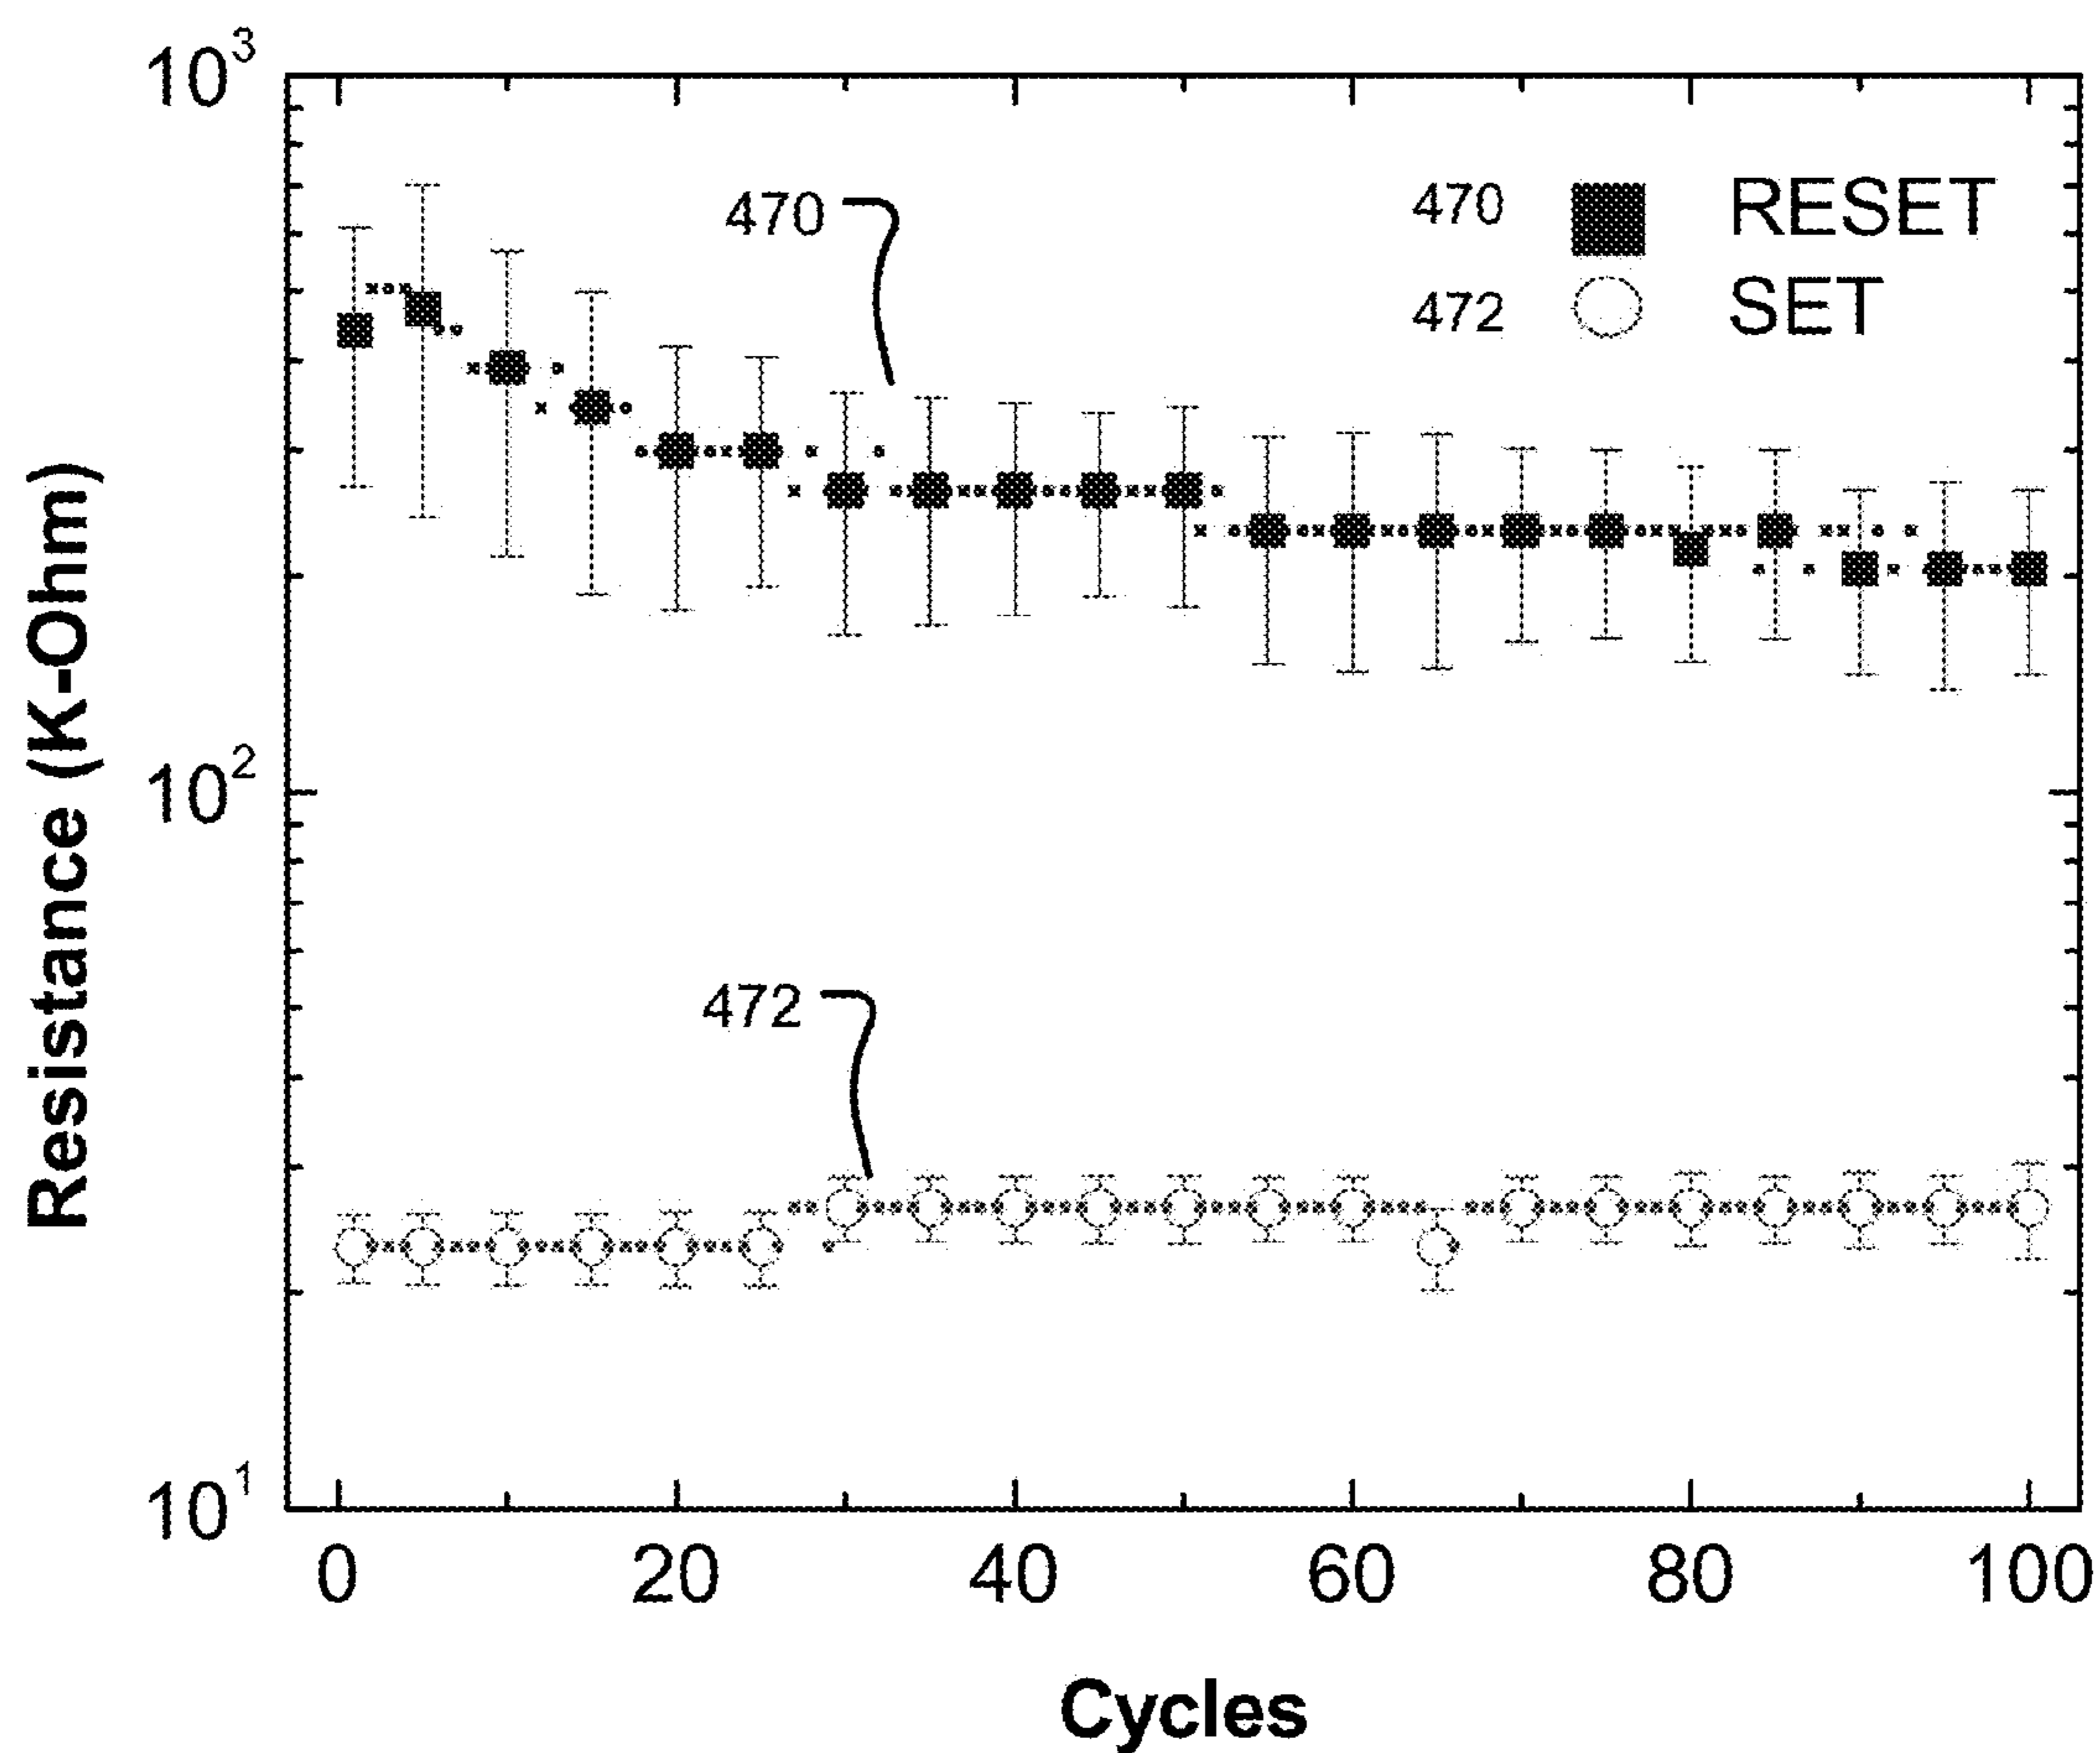 10³
470
470 RESET
472 SET
Resistance (K-Ohm)
10²
472
10¹
0 20 40 60 80 100
Cycles